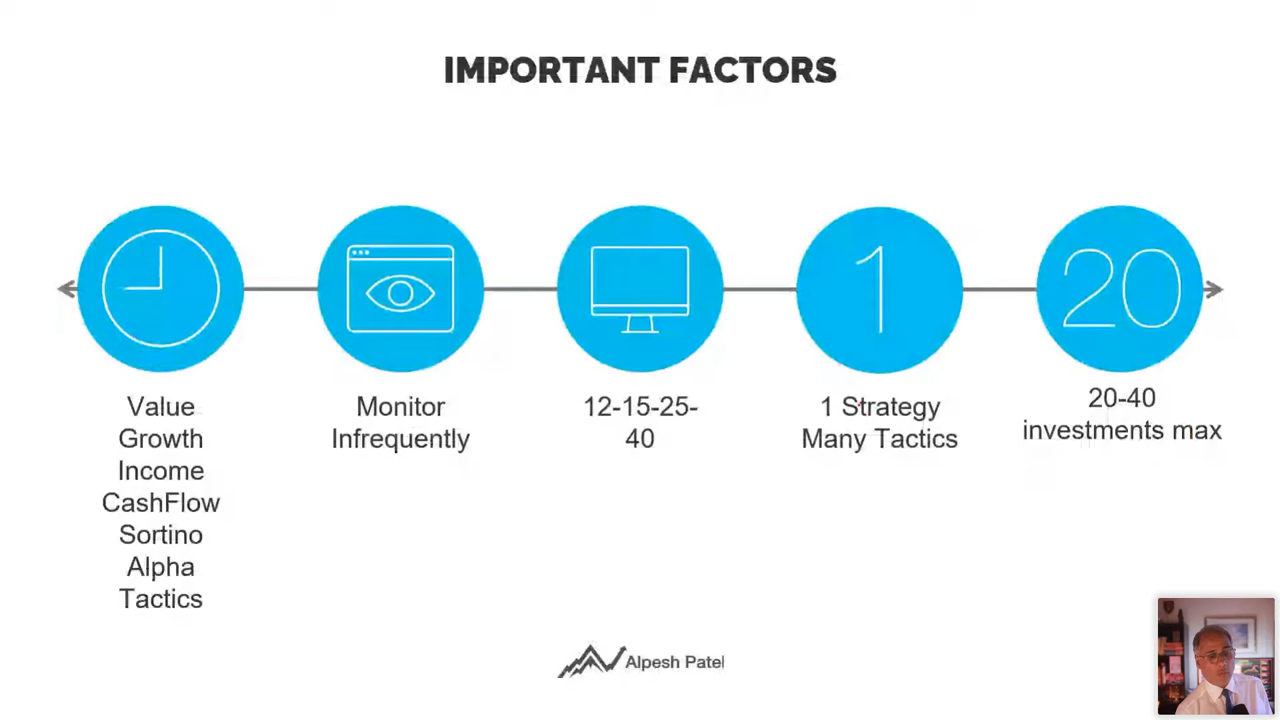 IMPORTANT FACTORS
1
20
Value
Growth
Income
CashFlow
Sortino
Alpha
Tactics
Monitor
Infrequently
12-15-25-
40
1 Strategy
Many Tactics
20-40
investments max
Alpesh Patel